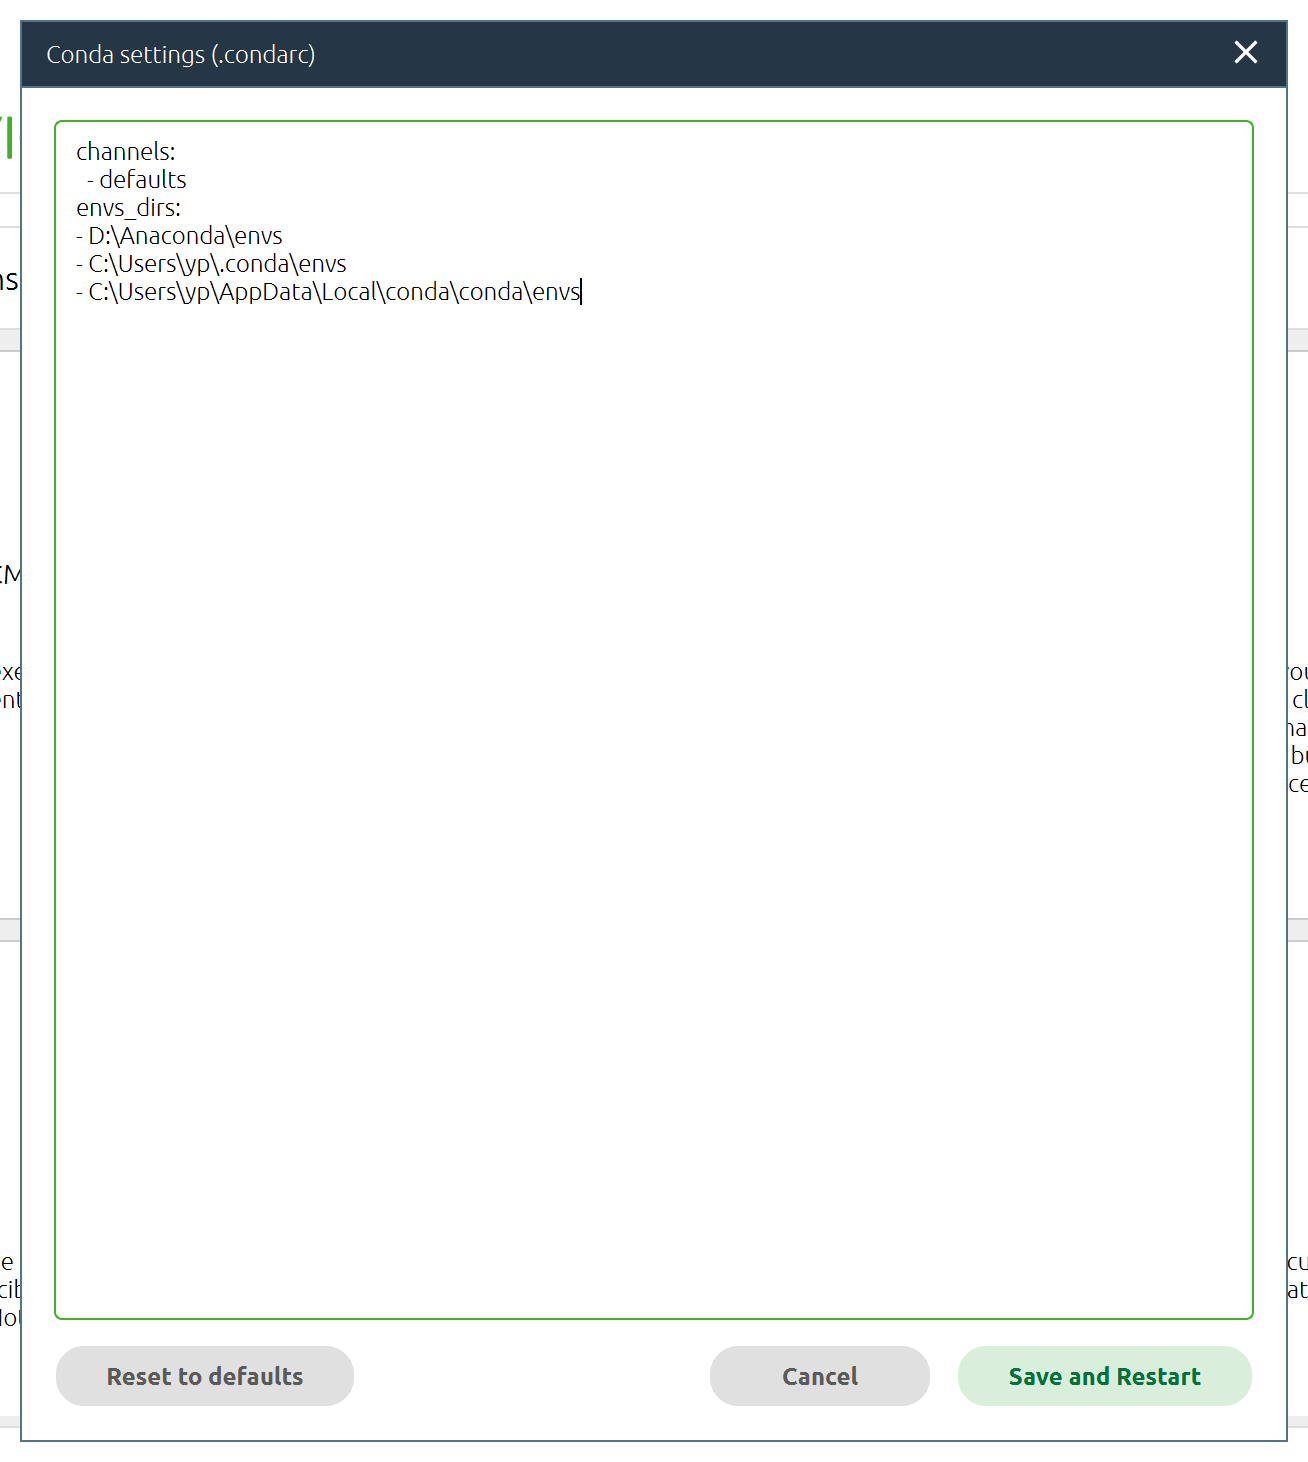 Conda settings (.condarc)
channels:
  - defaults
envs_dirs:
- D:\Anaconda\envs
- C:\Users\yp\.conda\envs
- C:\Users\yp\AppData\Local\conda\conda\envs
Reset to defaults
Cancel
Save and Restart